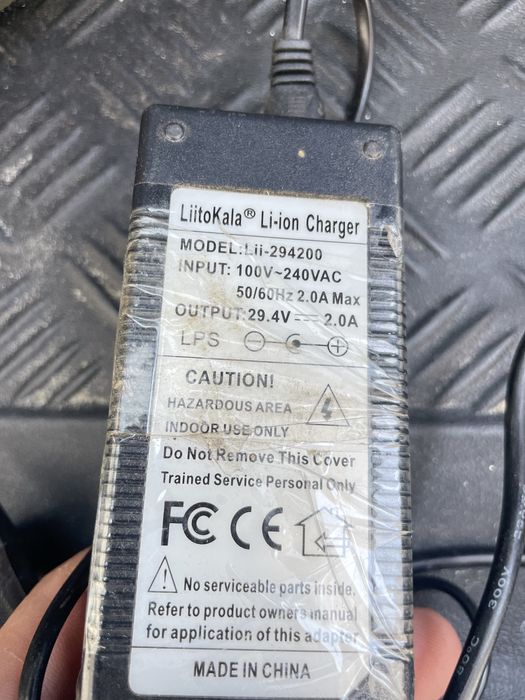 LiitoKala® Li-ion Charger
MODEL:Lii-294200
INPUT: 100V~240VAC
50/60Hz 2.0A Max
OUTPUT:29.4V⎓2.0A
LPS
CAUTION!
HAZARDOUS AREA
INDOOR USE ONLY
Do Not Remove This Cover
Trained Service Personal Only
FC CE
No serviceable parts inside.
Refer to product owners manual
for application of this adapter
MADE IN CHINA
80°C 300V